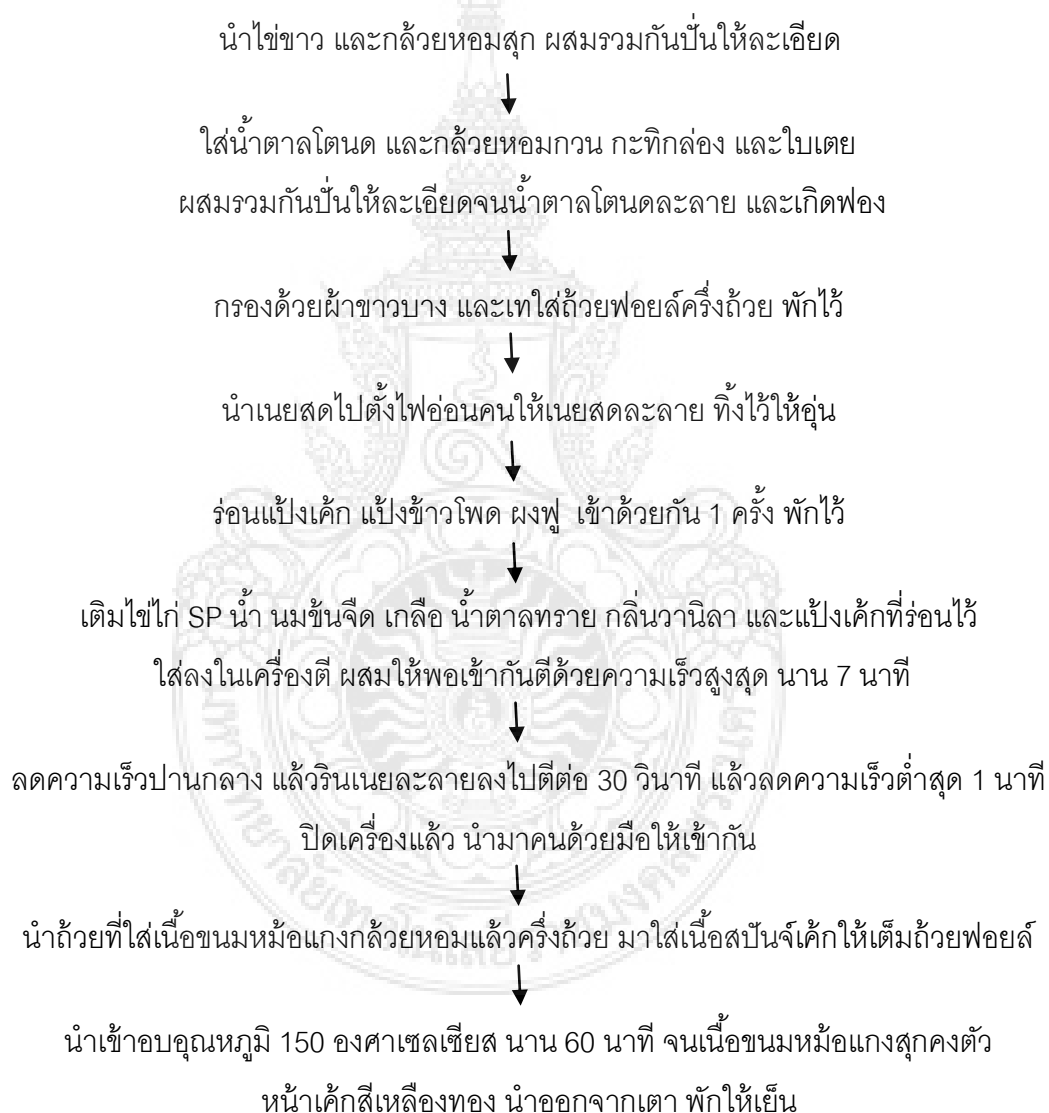 นำไข่ขาว และกล้วยหอมสุก ผสมรวมกันปั่นให้ละเอียด
ใส่น้ำตาลโตนด และกล้วยหอมกวน กะทิกล่อง และใบเตย
ผสมรวมกันปั่นให้ละเอียดจนน้ำตาลโตนดละลาย และเกิดฟอง
กรองด้วยผ้าขาวบาง และเทใส่ถ้วยฟอยล์ครึ่งถ้วย พักไว้
นำเนยสดไปตั้งไฟอ่อนคนให้เนยสดละลาย ทิ้งไว้ให้อุ่น
ร่อนแป้งเค้ก แป้งข้าวโพด ผงฟู เข้าด้วยกัน 1 ครั้ง พักไว้
เติมไข่ไก่ SP น้ำ นมข้นจืด เกลือ น้ำตาลทราย กลิ่นวานิลา และแป้งเค้กที่ร่อนไว้
ใส่ลงในเครื่องตี ผสมให้พอเข้ากันตีด้วยความเร็วสูงสุด นาน 7 นาที
ลดความเร็วปานกลาง แล้วรินเนยละลายลงไปตีต่อ 30 วินาที แล้วลดความเร็วต่ำสุด 1 นาที
ปิดเครื่องแล้ว นำมาคนด้วยมือให้เข้ากัน
นำถ้วยที่ใส่เนื้อขนมหม้อแกงกล้วยหอมแล้วครึ่งถ้วย มาใส่เนื้อสปันจ์เค้กให้เต็มถ้วยฟอยล์
นำเข้าอบอุณหภูมิ 150 องศาเซลเซียส นาน 60 นาที จนเนื้อขนมหม้อแกงสุกคงตัว
หน้าเค้กสีเหลืองทอง นำออกจากเตา พักให้เย็น